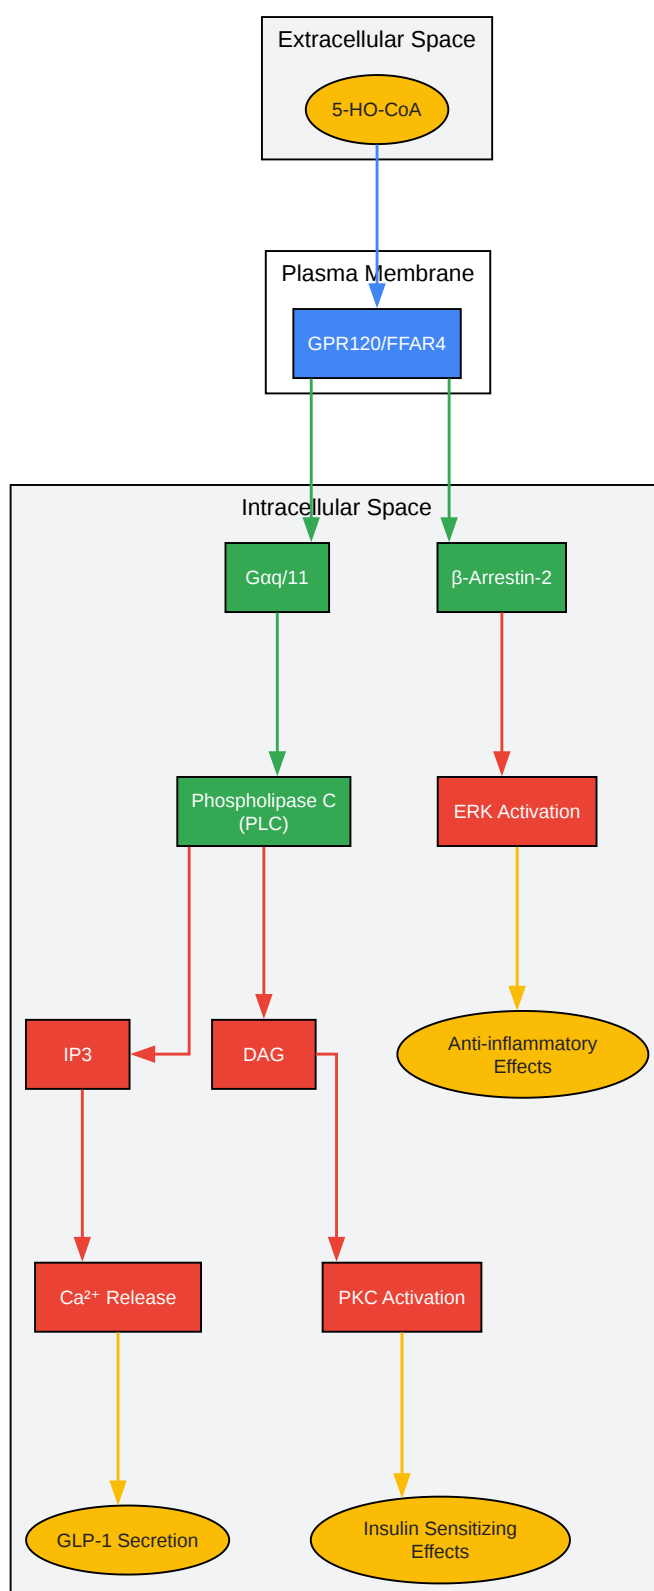 Extracellular Space
5-HO-CoA
Plasma Membrane
GPR120/FFAR4
Intracellular Space
Gαq/11
β-Arrestin-2
Phospholipase C
(PLC)
ERK Activation
IP3
DAG
Anti-inflammatory
Effects
Ca²⁺ Release
PKC Activation
GLP-1 Secretion
Insulin Sensitizing
Effects